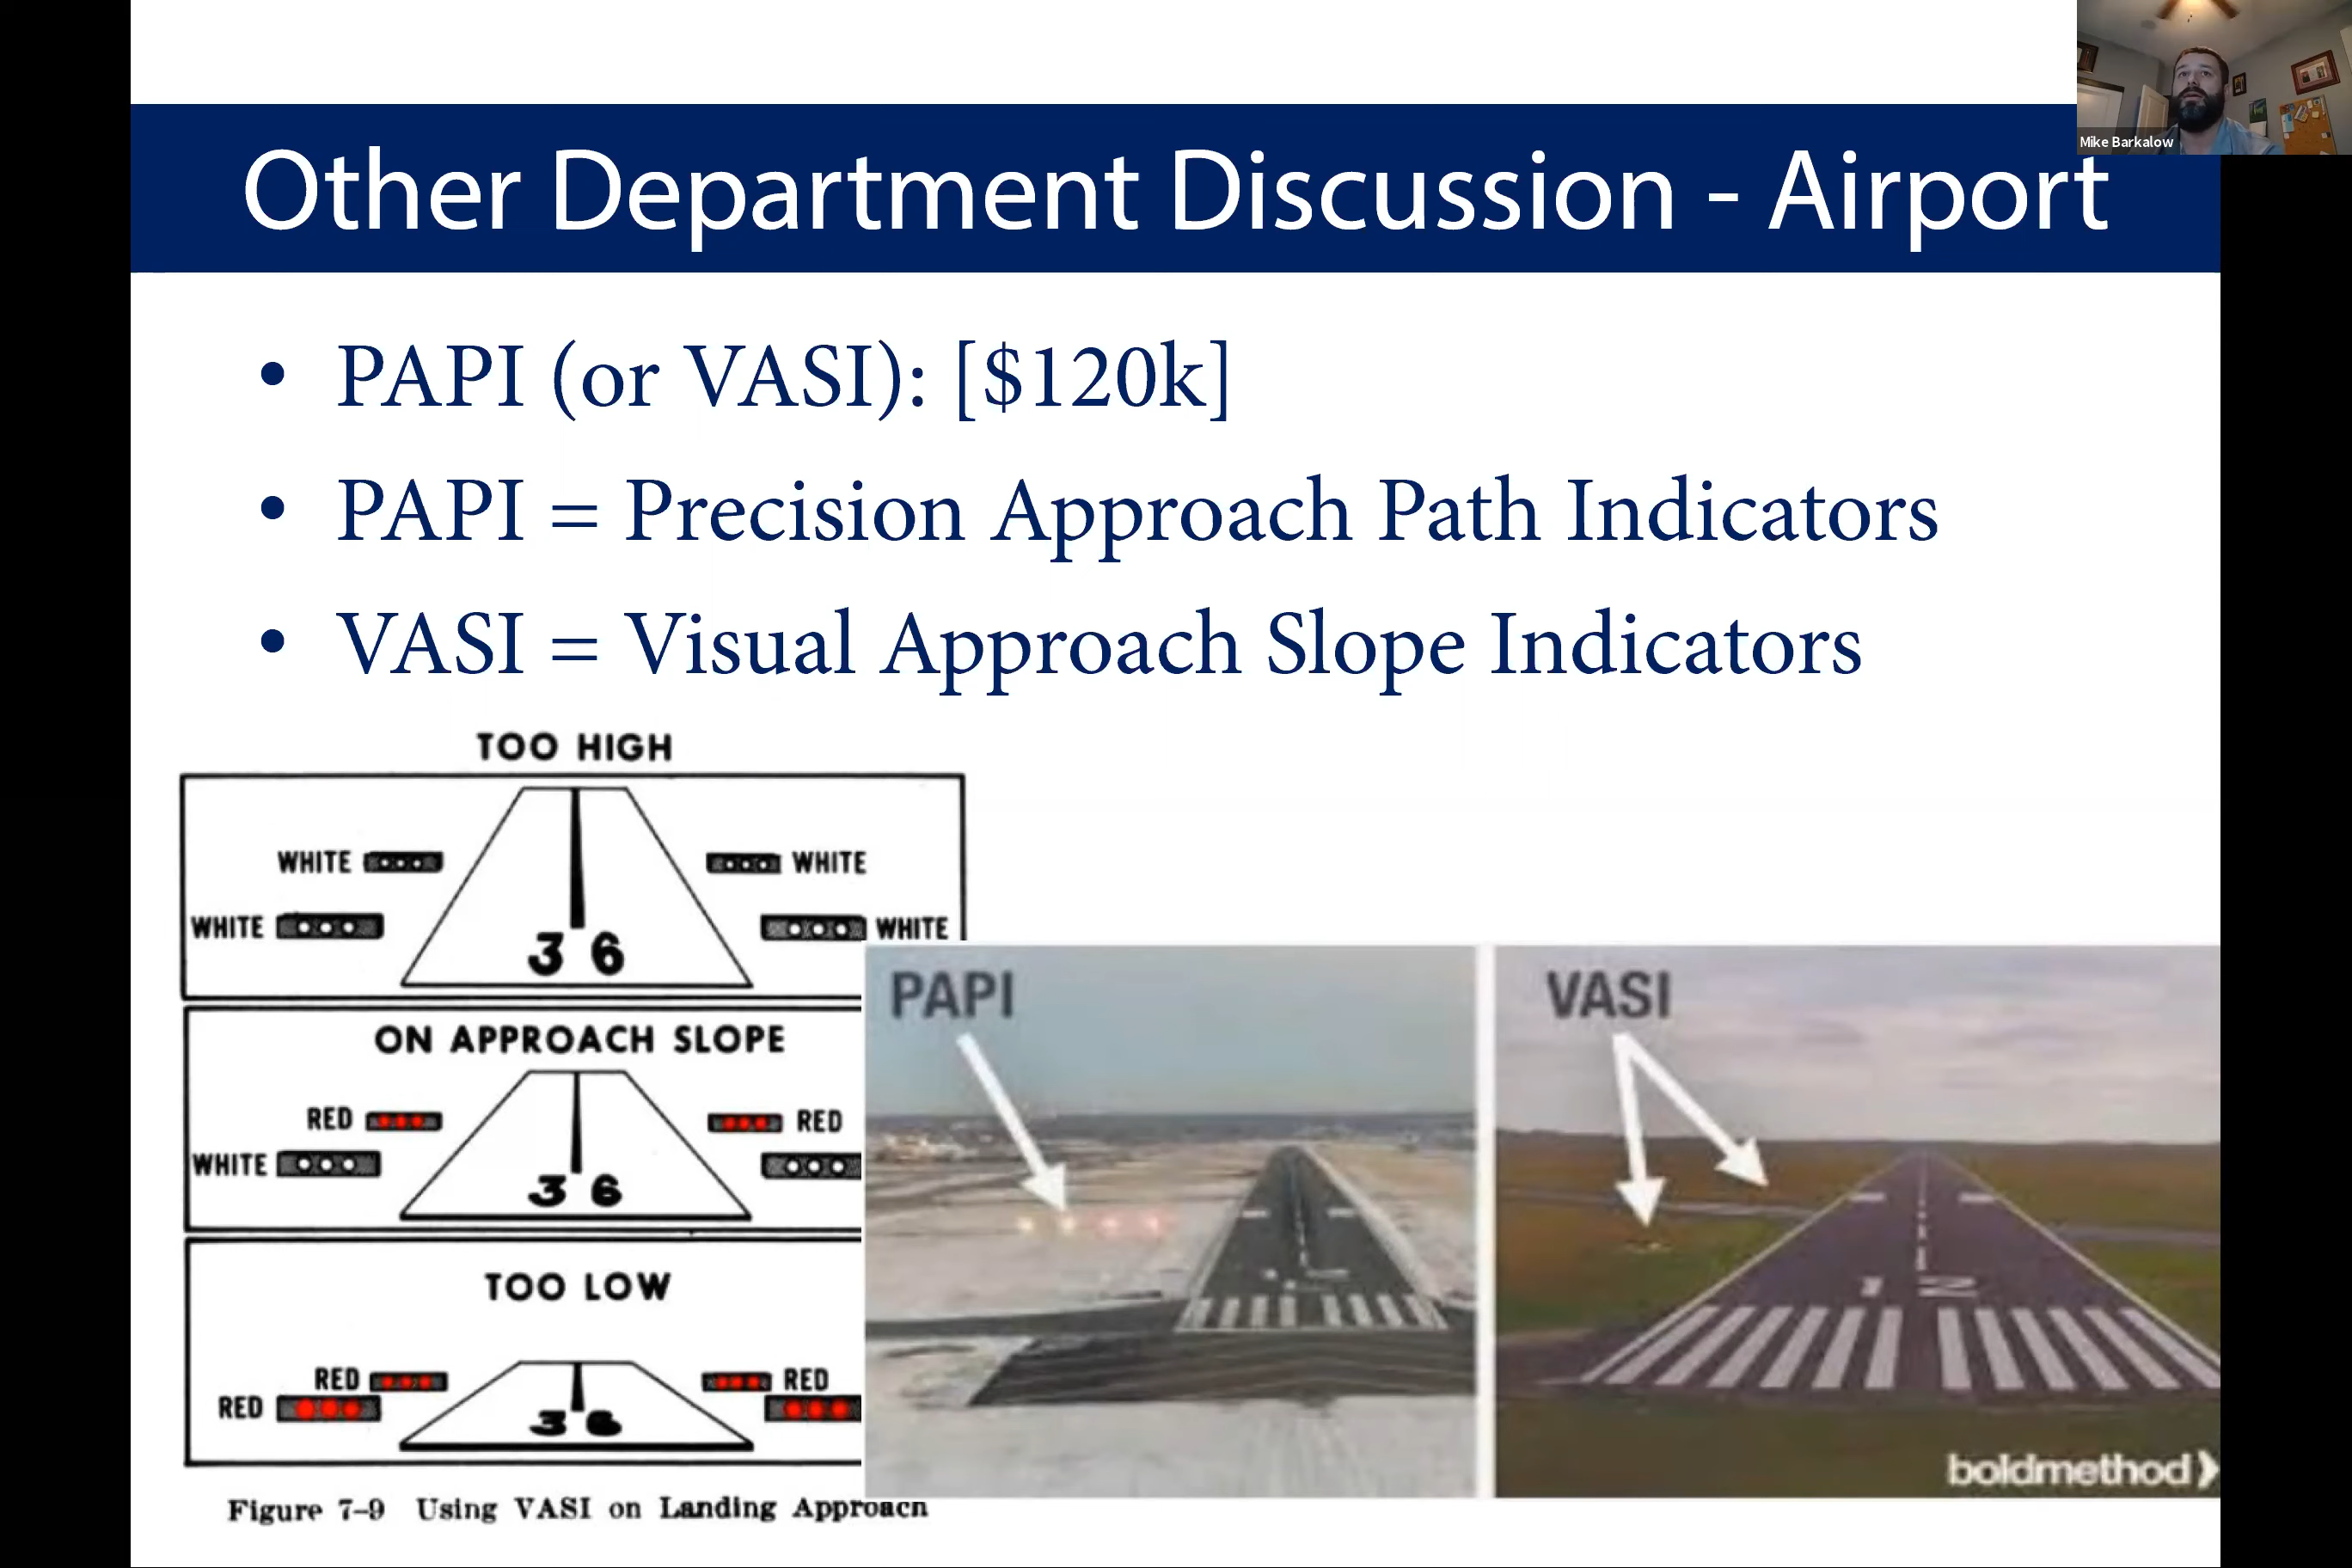 Mike Barkalow
Other Department Discussion - Airport
• PAPI (or VASI): [$120k]
• PAPI = Precision Approach Path Indicators
• VASI = Visual Approach Slope Indicators
TOO HIGH
WHITE WHITE
WHITE WHITE
3 6
ON APPROACH SLOPE
RED RED
WHITE
3 6
TOO LOW
RED RED
RED
3 6
Figure 7-9 Using VASI on Landing Approach
PAPI
VASI
12
boldmethod